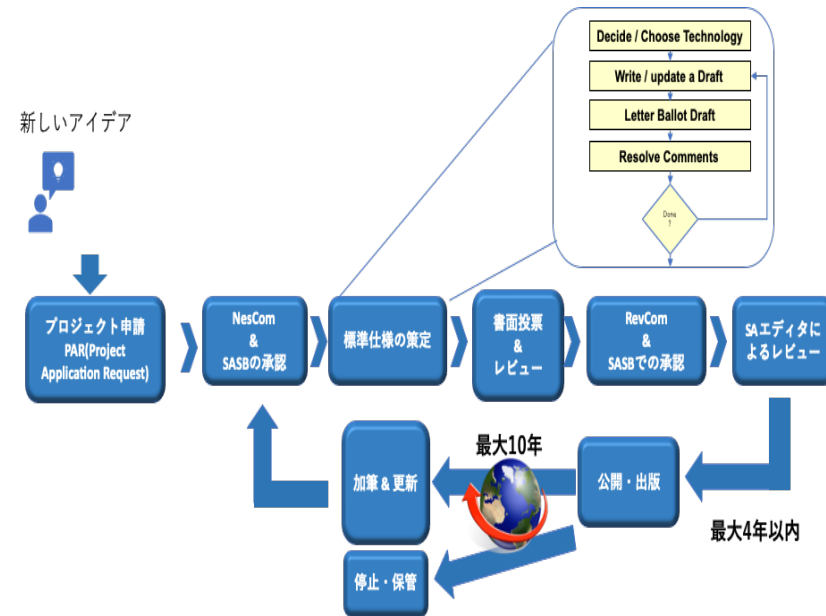 Decide / Choose Technology
Write / update a Draft
Letter Ballot Draft
Resolve Comments
Done
?
新しいアイデア
プロジェクト申請
PAR(Project
Application Request)
NesCom
&
SASBの承認
標準仕様の策定
書面投票
&
レビュー
RevCom
&
SASBでの承認
SAエディタに
よるレビュー
最大10年
加筆 & 更新
公開・出版
最大4年以内
停止・保管